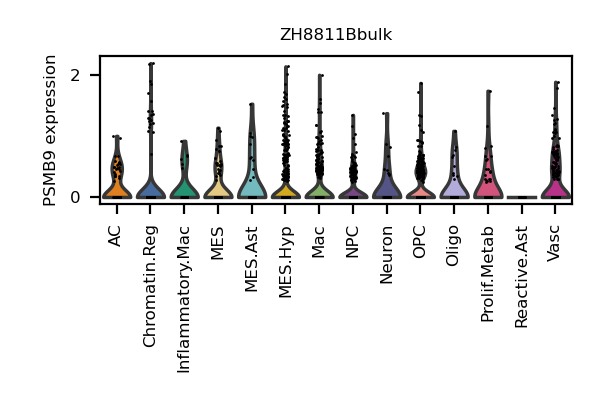 ZH8811Bbulk
PSMB9 expression
2
0
AC
Chromatin.Reg
Inflammatory.Mac
MES
MES.Ast
MES.Hyp
Mac
NPC
Neuron
OPC
Oligo
Prolif.Metab
Reactive.Ast
Vasc